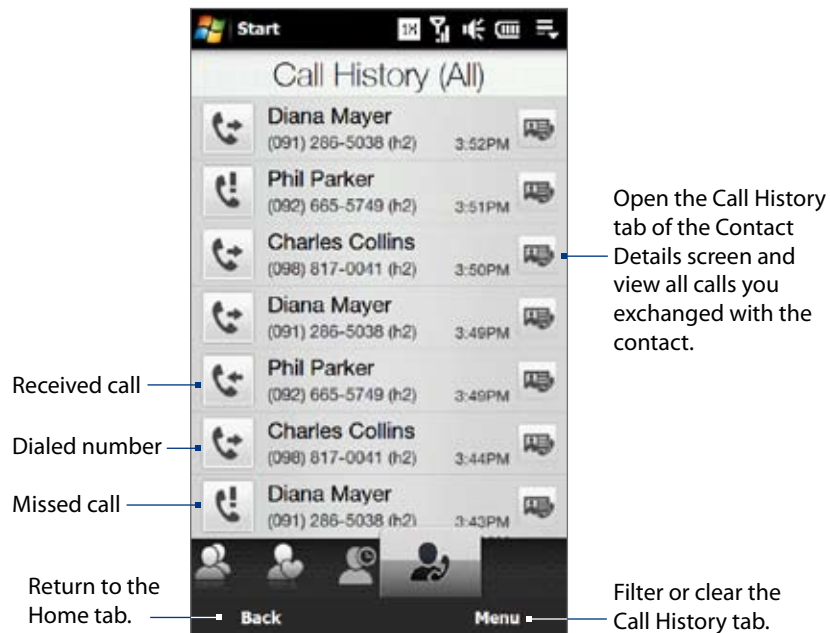 Start
1X
Call History (All)
Diana Mayer
(091) 286-5038 (h2) 3:52PM
Phil Parker
(092) 665-5749 (h2) 3:51PM
Charles Collins
(098) 817-0041 (h2) 3:50PM
Diana Mayer
(091) 286-5038 (h2) 3:49PM
Phil Parker
(092) 665-5749 (h2) 3:49PM
Charles Collins
(098) 817-0041 (h2) 3:44PM
Diana Mayer
(091) 286-5038 (h2) 3:43PM
Back
Menu
Open the Call History
tab of the Contact
Details screen and
view all calls you
exchanged with the
contact.
Received call
Dialed number
Missed call
Return to the
Home tab.
Filter or clear the
Call History tab.